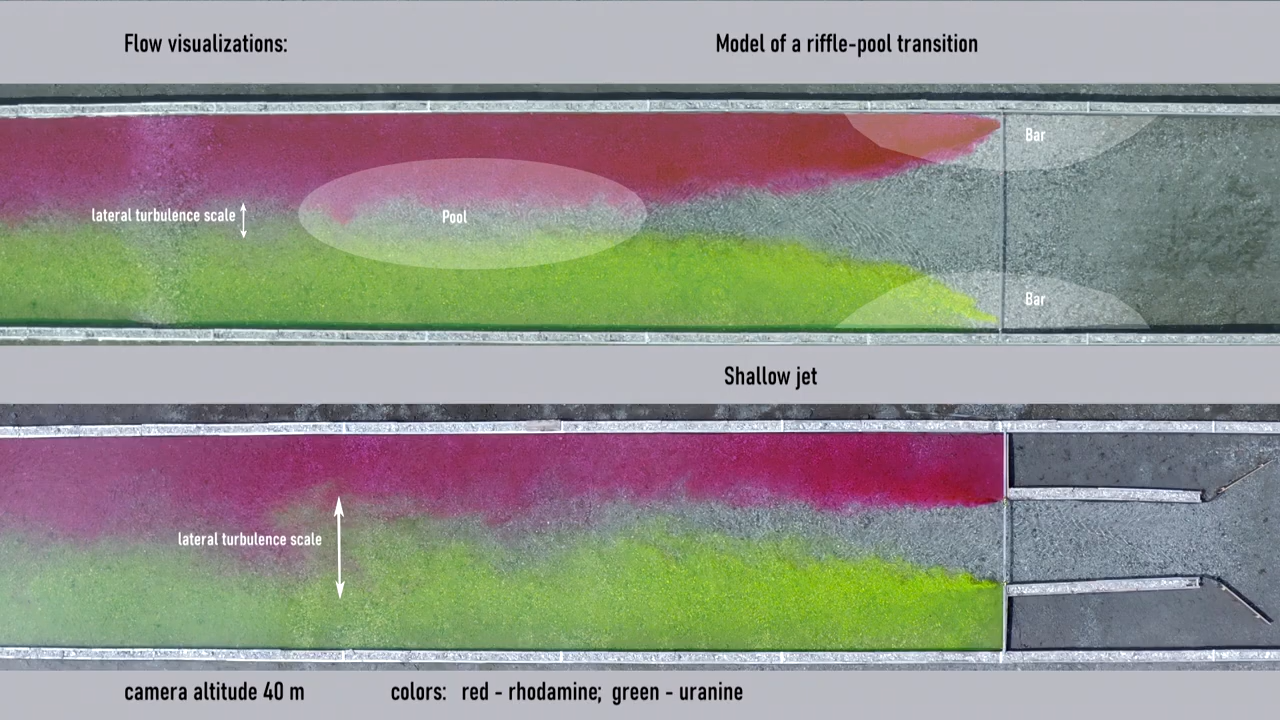 Flow visualizations:
Model of a riffle-pool transition
Bar
lateral turbulence scale
Pool
Bar
Shallow jet
lateral turbulence scale
camera altitude 40 m
colors: red - rhodamine; green - uranine